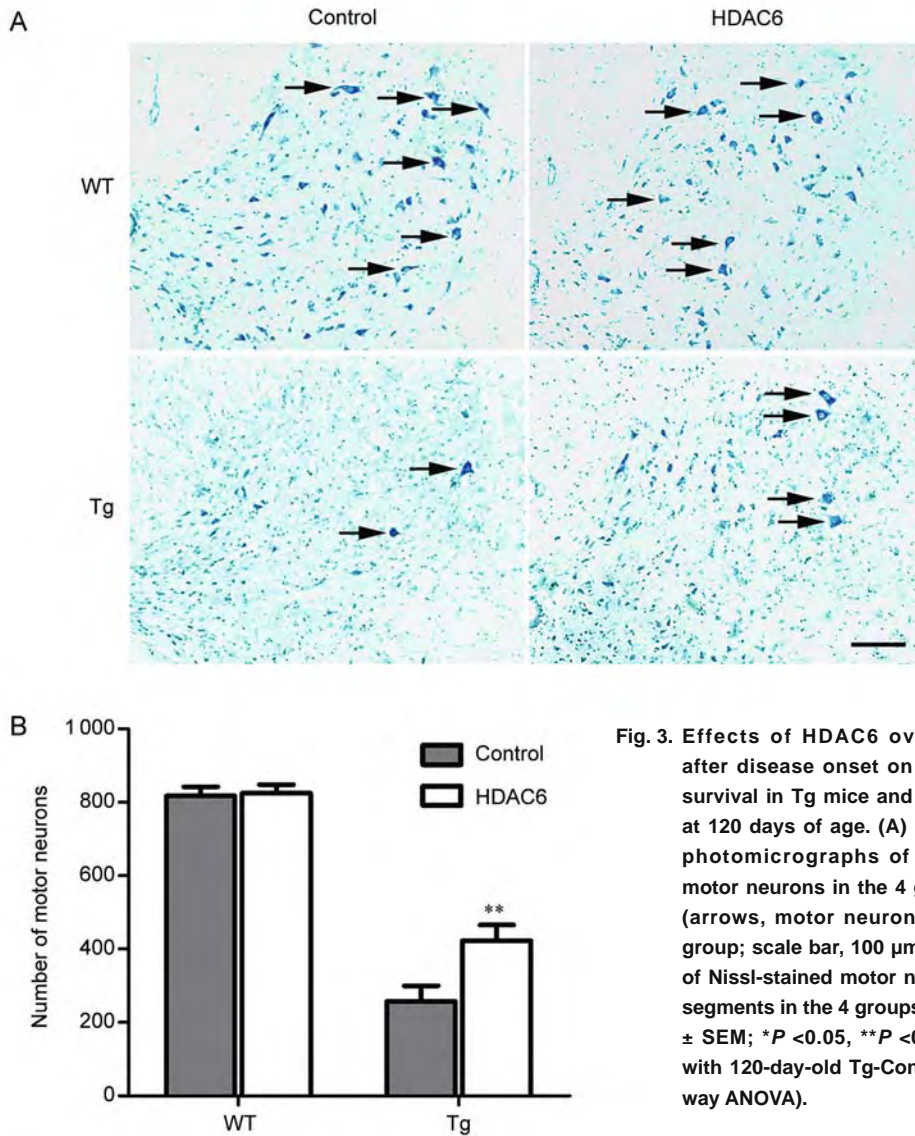 A
Control
HDAC6
WT
Tg
B
Number of motor neurons
1 000
800
600
400
200
0
Control
HDAC6
**
WT
Tg
Fig. 3. Effects of HDAC6 ov
after disease onset on
survival in Tg mice and
at 120 days of age. (A)
photomicrographs of
motor neurons in the 4 g
(arrows, motor neuron
group; scale bar, 100 μm
of Nissl-stained motor n
segments in the 4 groups
± SEM; *P <0.05, **P <0
with 120-day-old Tg-Con
way ANOVA).